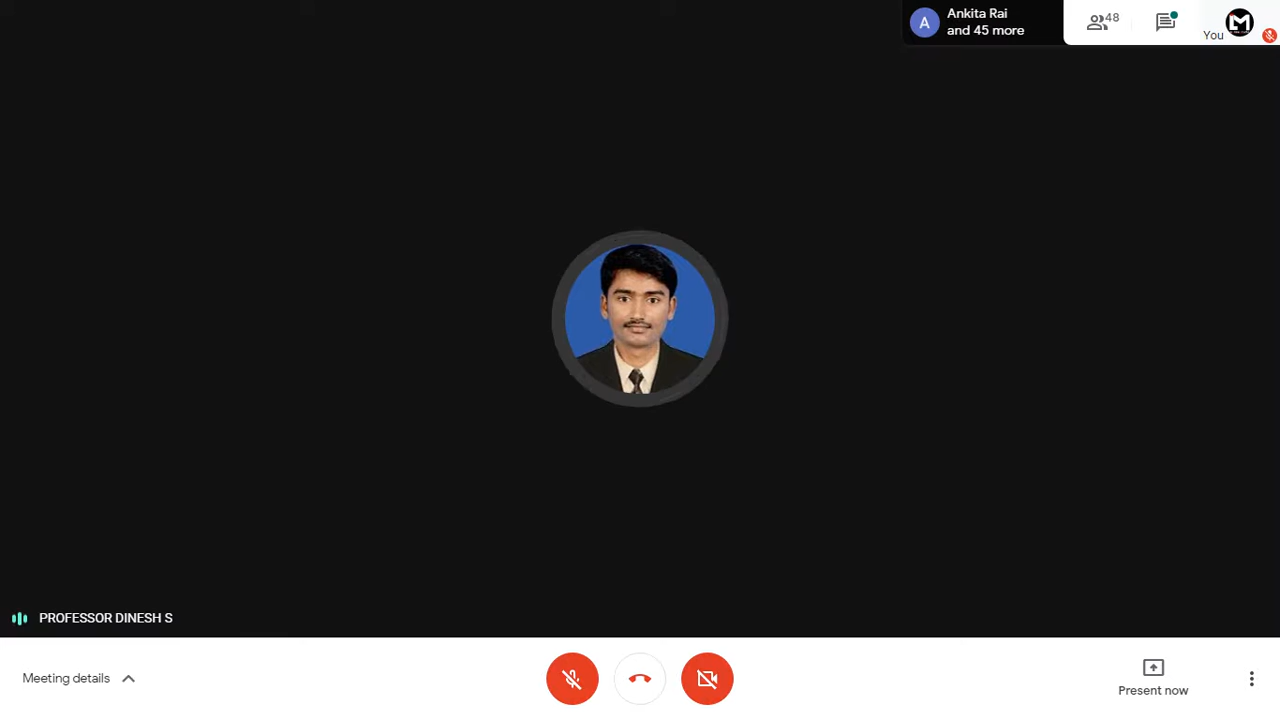 Ankita Rai
and 45 more
A
48
You
PROFESSOR DINESH S
Meeting details
Present now